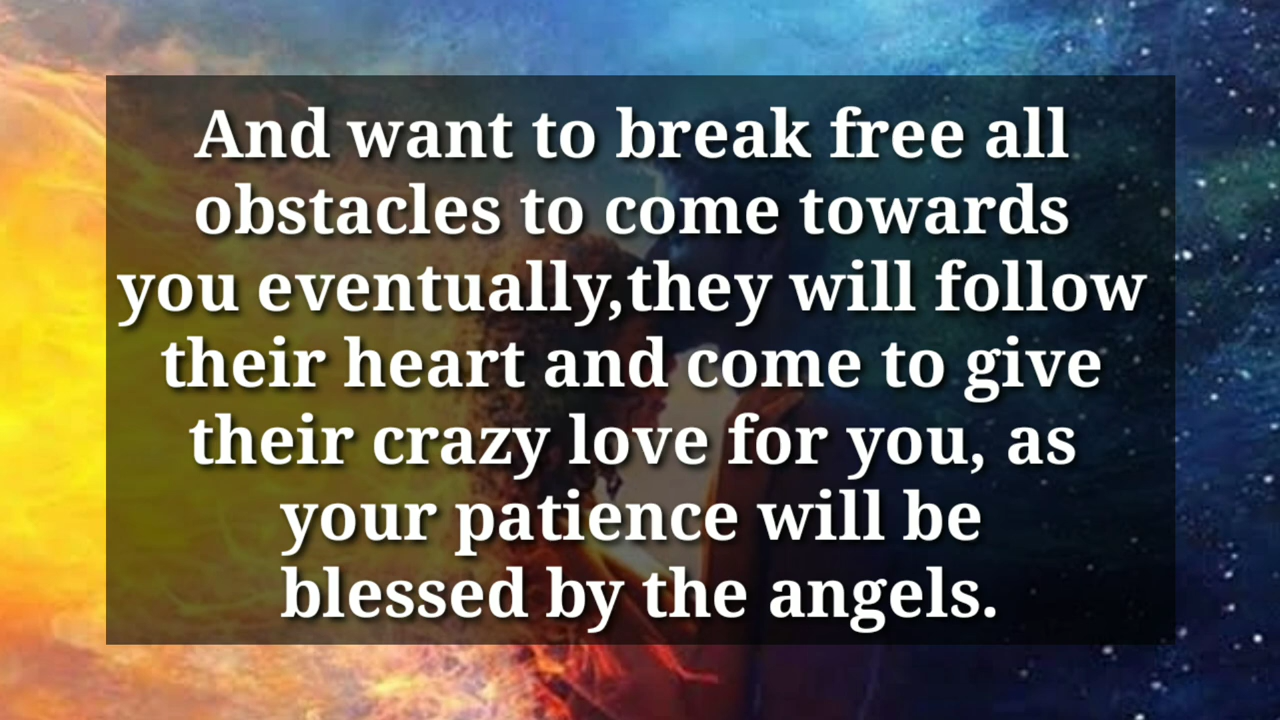 And want to break free all
obstacles to come towards
you eventually,they will follow
their heart and come to give
their crazy love for you, as
your patience will be
blessed by the angels.